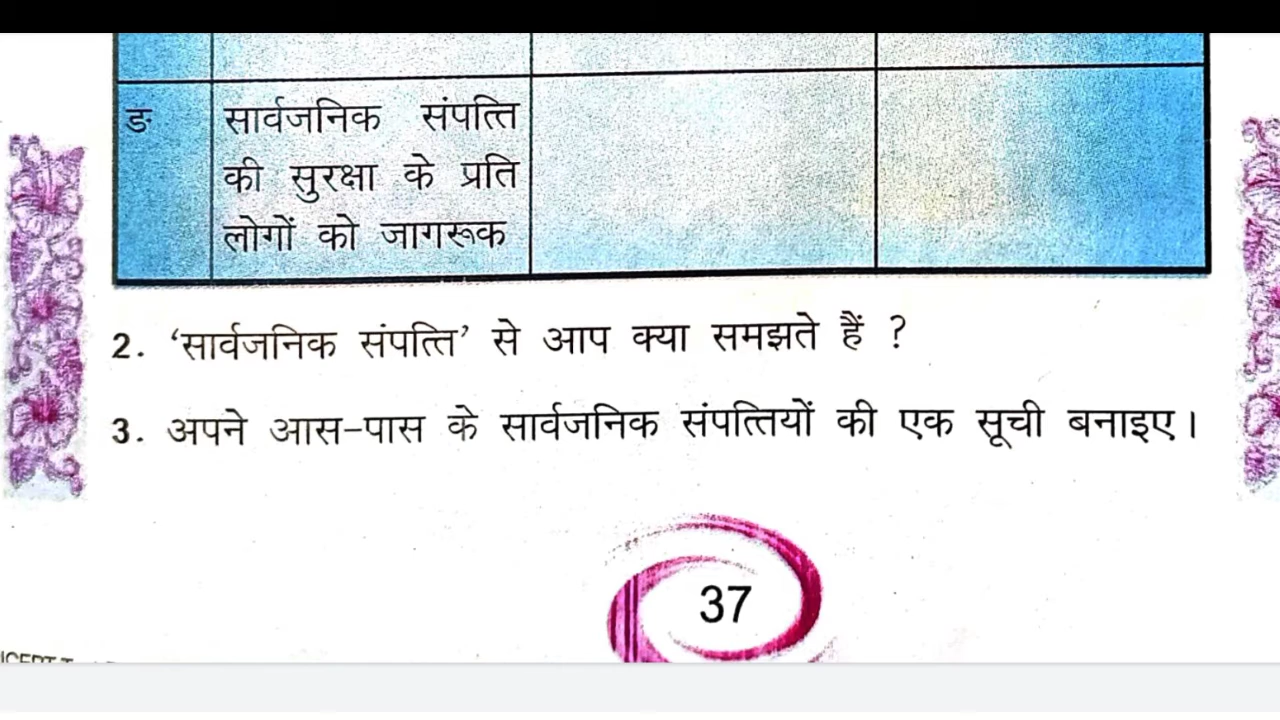 ङ
सार्वजनिक संपत्ति
की सुरक्षा के प्रति
लोगों को जागरूक
2. ‘सार्वजनिक संपत्ति’ से आप क्या समझते हैं ?
3. अपने आस-पास के सार्वजनिक संपत्तियों की एक सूची बनाइए।
37